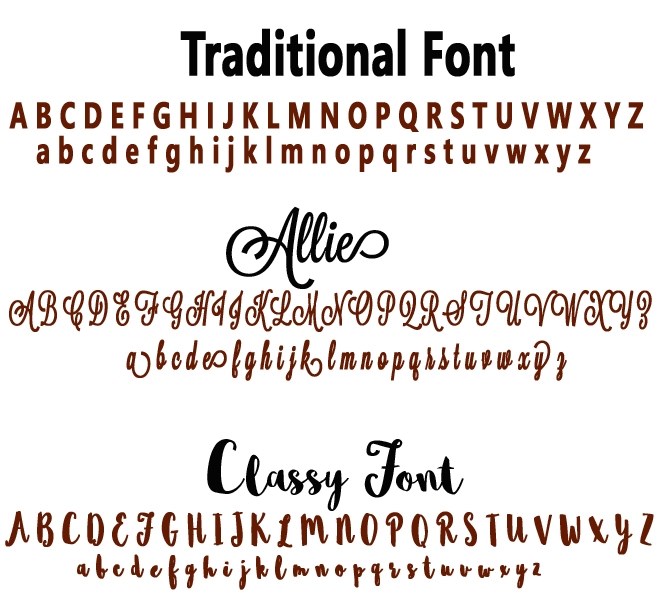 Traditional Font
A B C D E F G H I J K L M N O P Q R S T U V W X Y Z
a b c d e f g h i j k l m n o p q r s t u v w x y z
Allie
A B C D E F G H I J K L M N O P Q R S T U V W X Y Z
a b c d e f g h i j k l m n o p q r s t u v w x y z
Classy Font
A B C D E F G H I J K L M N O P Q R S T U V W X Y Z
a b c d e f g h i j k l m n o p q r s t u v w x y z